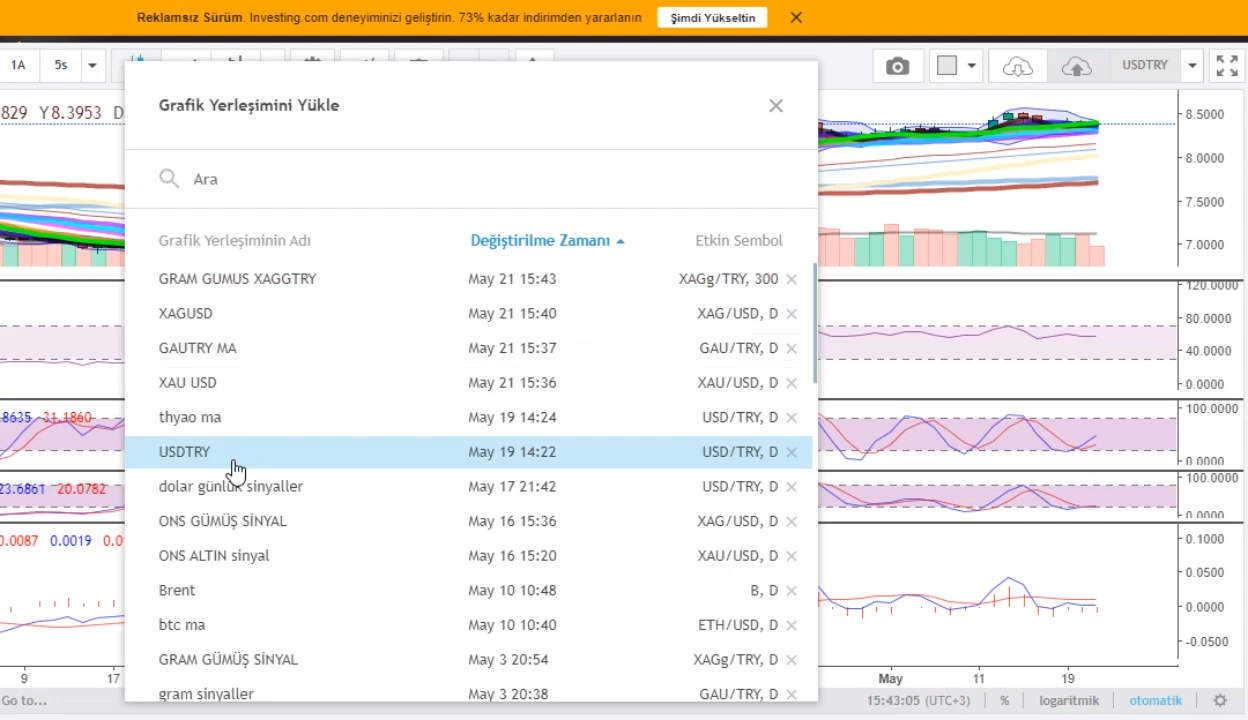 Reklamsız Sürüm. Investing.com deneyiminizi geliştirin. 73% kadar indirimden yararlanın Şimdi Yükseltin
1A 5s USDTRY
829 Y8.3953 D
Grafik Yerleşimini Yükle
Ara
Grafik Yerleşiminin Adı Değiştirilme Zamanı Etkin Sembol
GRAM GUMUS XAGGTRY May 21 15:43 XAGg/TRY, 300
XAGUSD May 21 15:40 XAG/USD, D
GAUTRY MA May 21 15:37 GAU/TRY, D
XAU USD May 21 15:36 XAU/USD, D
thyao ma May 19 14:24 USD/TRY, D
USDTRY May 19 14:22 USD/TRY, D
dolar günlük sinyaller May 17 21:42 USD/TRY, D
ONS GÜMÜŞ SİNYAL May 16 15:36 XAG/USD, D
ONS ALTIN sinyal May 16 15:20 XAU/USD, D
Brent May 10 10:48 B, D
btc ma May 10 10:40 ETH/USD, D
GRAM GÜMÜŞ SİNYAL May 3 20:54 XAGg/TRY, D
gram sinyaller May 3 20:38 GAU/TRY, D
8.5000
8.0000
7.5000
7.0000
120.0000
80.0000
40.0000
0.0000
.8635 31.1860
100.0000
0.0000
23.6861 20.0782
100.0000
0.0000
0.0087 0.0019 0.0
0.1000
0.0500
0.0000
-0.0500
9 17 May 11 19
Go to... 15:43:05 (UTC+3) % logaritmik otomatik